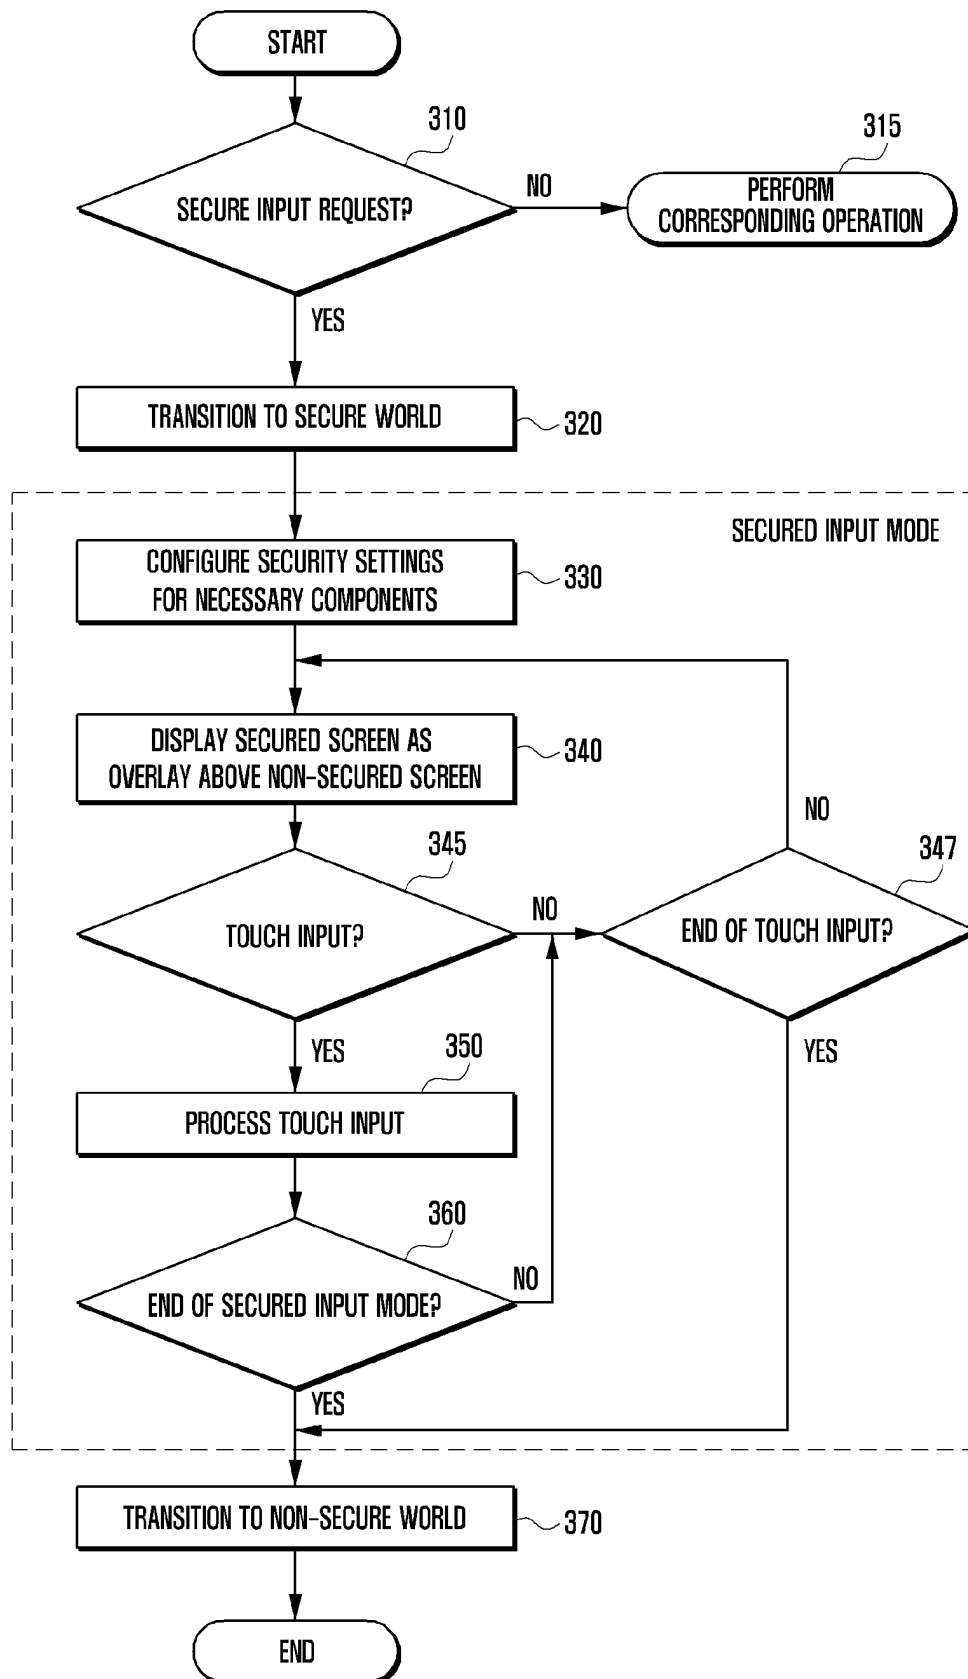 START
310
SECURE INPUT REQUEST?
NO
315
PERFORM
CORRESPONDING OPERATION
YES
TRANSITION TO SECURE WORLD
320
SECURED INPUT MODE
CONFIGURE SECURITY SETTINGS
FOR NECESSARY COMPONENTS
330
DISPLAY SECURED SCREEN AS
OVERLAY ABOVE NON-SECURED SCREEN
340
NO
345
TOUCH INPUT?
NO
347
END OF TOUCH INPUT?
YES
YES
350
PROCESS TOUCH INPUT
360
END OF SECURED INPUT MODE?
NO
YES
TRANSITION TO NON-SECURE WORLD
370
END